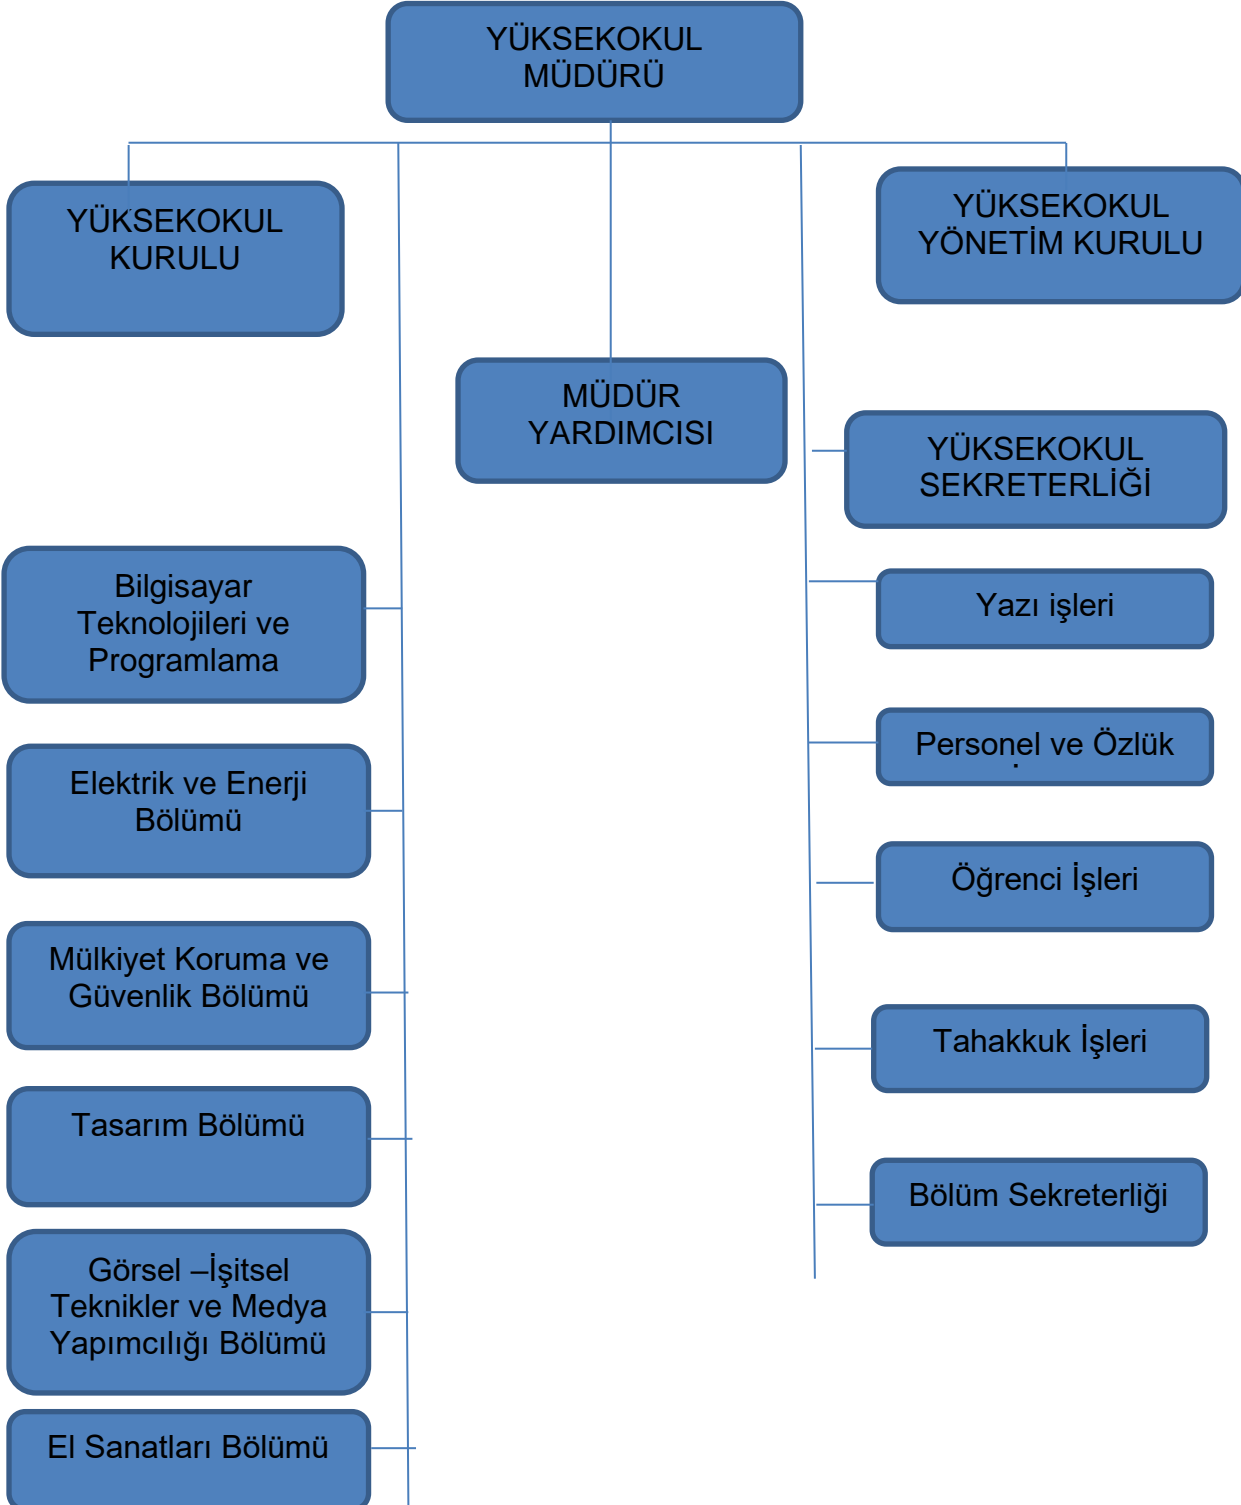 YÜKSEKOKUL
MÜDÜRÜ
YÜKSEKOKUL
KURULU
YÜKSEKOKUL
YÖNETİM KURULU
MÜDÜR
YARDIMCISI
YÜKSEKOKUL
SEKRETERLİĞİ
Bilgisayar
Teknolojileri ve
Programlama
Elektrik ve Enerji
Bölümü
Mülkiyet Koruma ve
Güvenlik Bölümü
Tasarım Bölümü
Görsel –İşitsel
Teknikler ve Medya
Yapımcılığı Bölümü
El Sanatları Bölümü
Yazı işleri
Personel ve Özlük
Öğrenci İşleri
Tahakkuk İşleri
Bölüm Sekreterliği